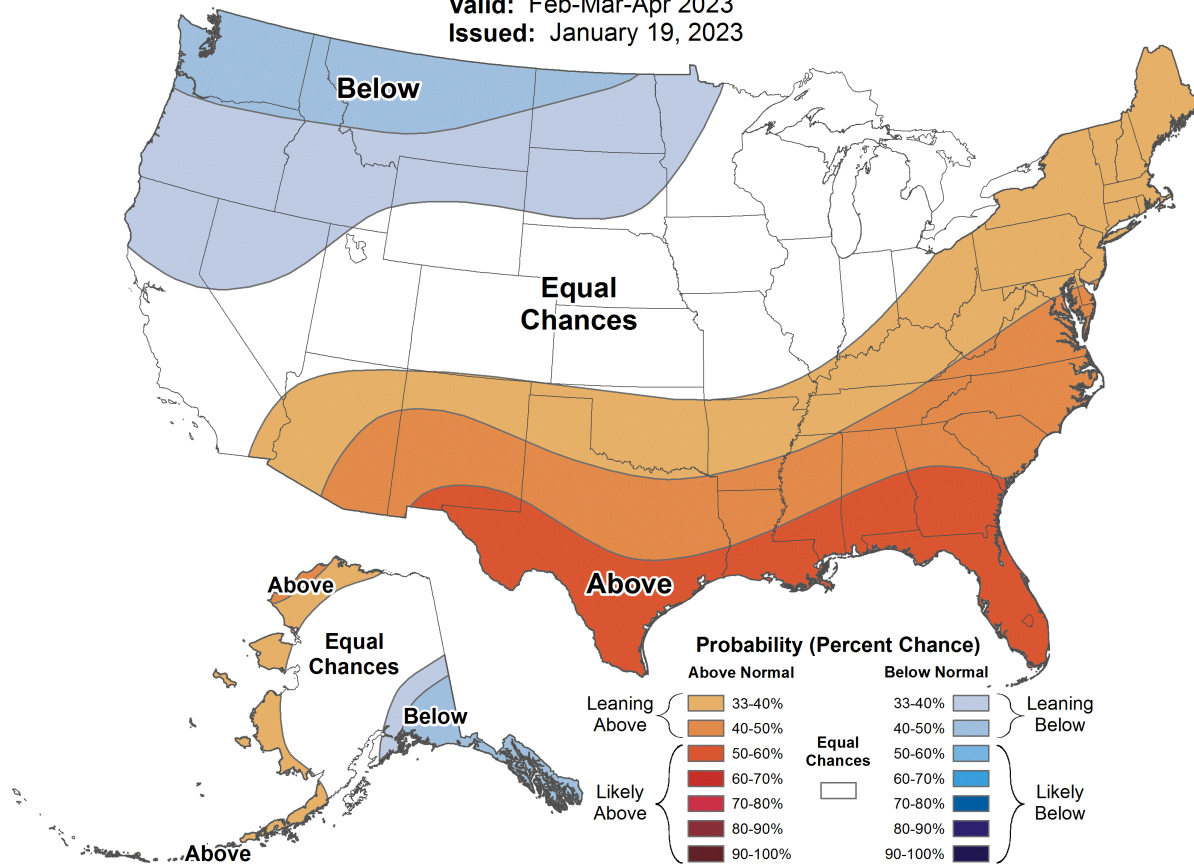 Valid: Feb-Mar-Apr 2023
Issued: January 19, 2023
Below
Equal
Chances
Above
Above
Equal
Chances
Below
Above
Probability (Percent Chance)
Above Normal
Below Normal
Leaning
Above
33-40%
40-50%
Likely
Above
50-60%
60-70%
70-80%
80-90%
90-100%
Equal
Chances
33-40%
40-50%
Leaning
Below
50-60%
60-70%
70-80%
80-90%
90-100%
Likely
Below